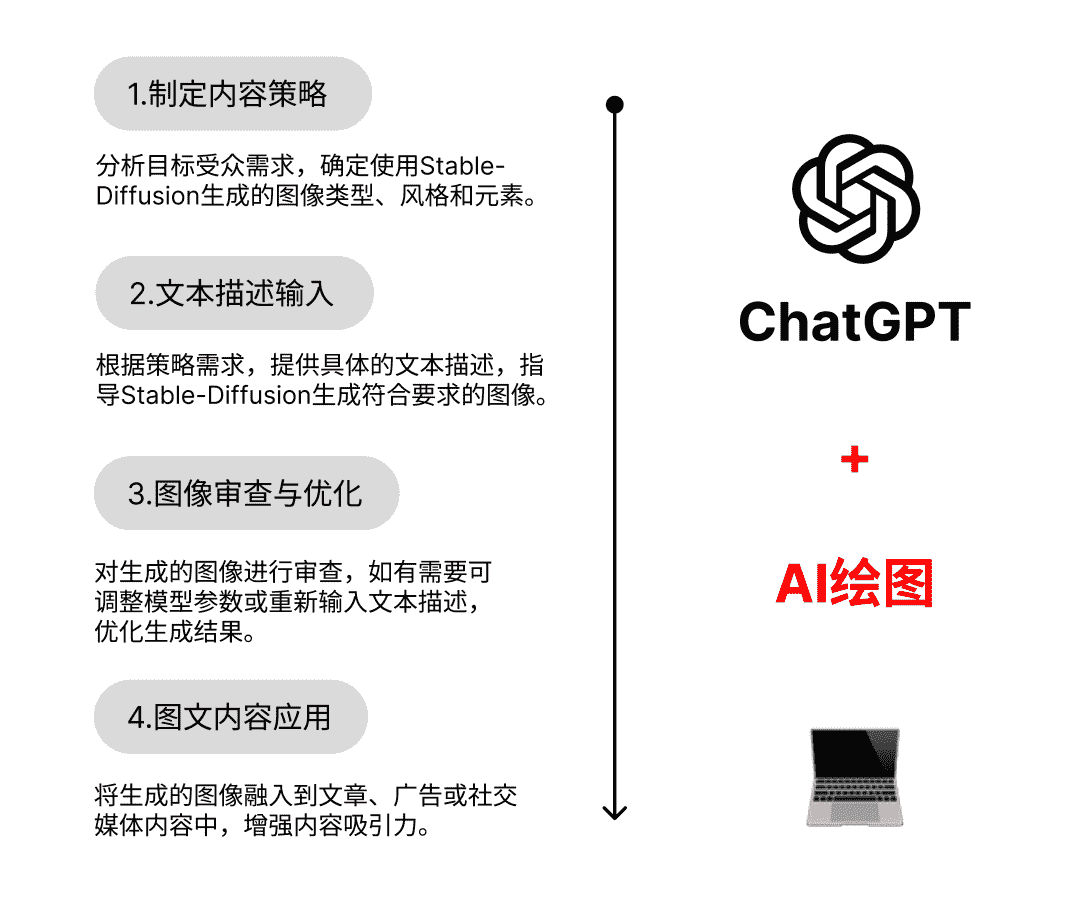 1.制定内容策略
分析目标受众需求，确定使用Stable-
Diffusion生成的图像类型、风格和元素。
2.文本描述输入
根据策略需求，提供具体的文本描述，指
导Stable-Diffusion生成符合要求的图像。
3.图像审查与优化
对生成的图像进行审查，如有需要可
调整模型参数或重新输入文本描述，
优化生成结果。
4.图文内容应用
将生成的图像融入到文章、广告或社交
媒体内容中，增强内容吸引力。
ChatGPT
+
AI绘图